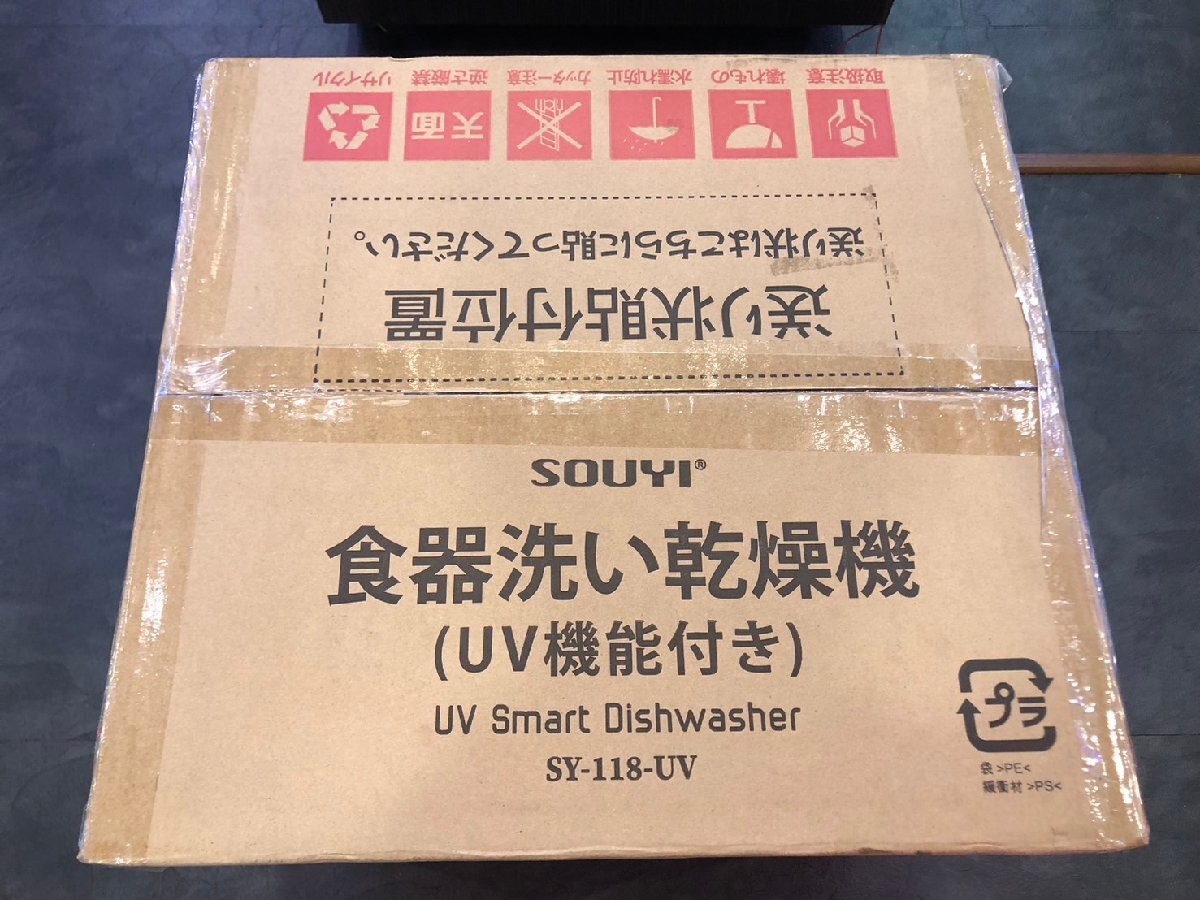 取扱注意 壊れもの 水濡れ防止 カッター注意 逆さ厳禁 リサイクル
天面
送り状貼付位置
送り状はこちらに貼ってください。
SOUYI®
食器洗い乾燥機
(UV機能付き)
UV Smart Dishwasher
SY-118-UV
プラ
袋 >PE<
緩衝材 >PS<